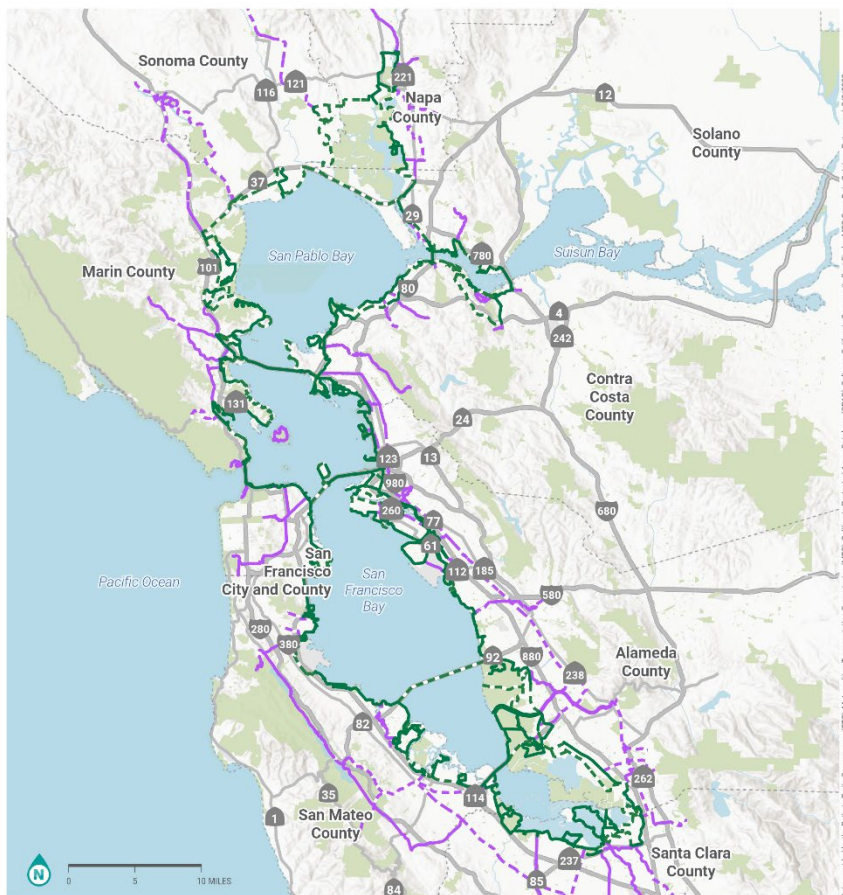 Sonoma County
116
121
221
Napa
County
12
Solano
County
37
29
San Pablo Bay
780
Suisun Bay
Marin County
101
80
4
242
Contra
Costa
County
131
24
123
13
980
260
680
77
61
San
Francisco
City and County
San
Francisco
Bay
112
185
Pacific Ocean
580
280
380
92
880
Alameda
County
238
82
262
114
35
San Mateo
County
1
237
Santa Clara
County
85
84
N
0
5
10 MILES